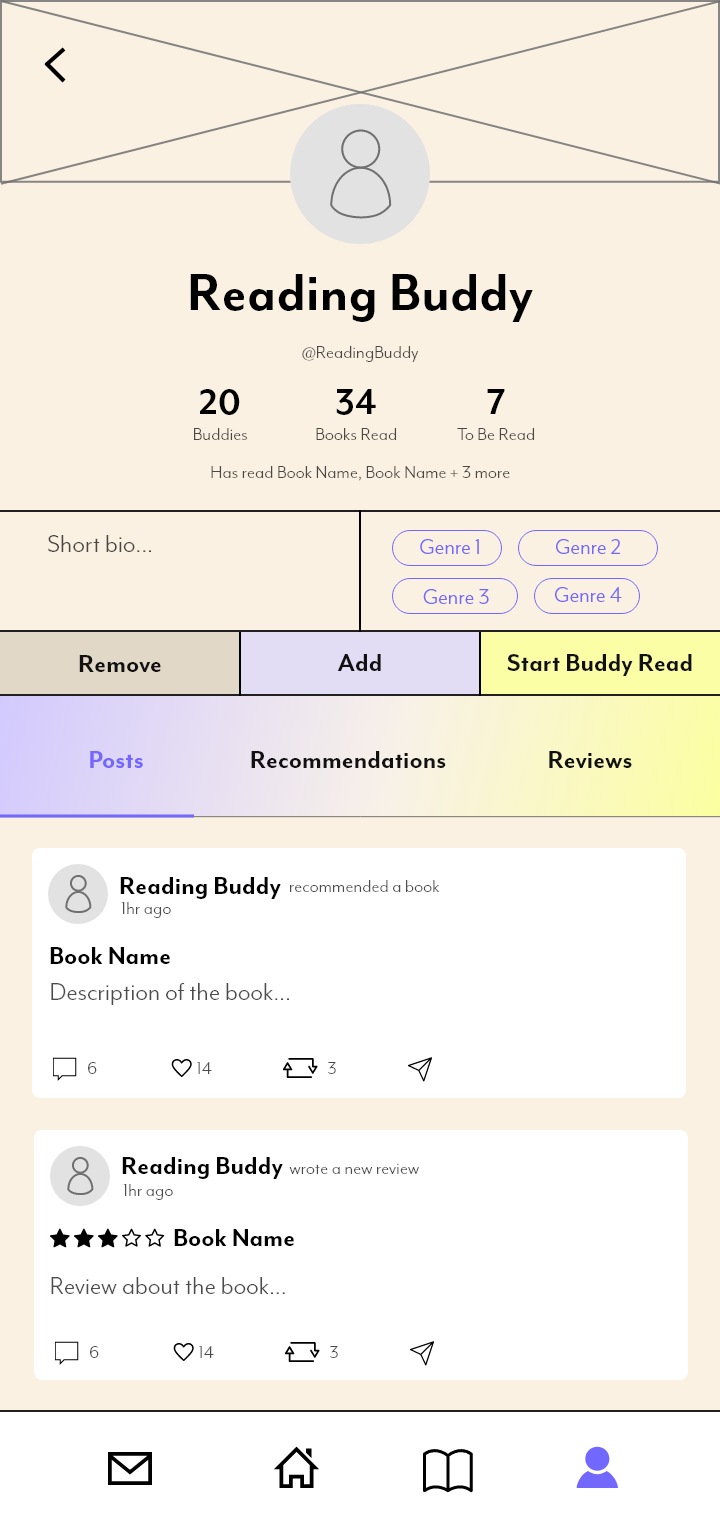 Reading Buddy
@ReadingBuddy
20 34 7
Buddies Books Read To Be Read
Has read Book Name, Book Name + 3 more
Short bio...
Genre 1 Genre 2
Genre 3 Genre 4
Remove Add Start Buddy Read
Posts Recommendations Reviews
Reading Buddy recommended a book
1hr ago
Book Name
Description of the book...
6 14 3
Reading Buddy wrote a new review
1hr ago
Book Name
Review about the book...
6 14 3